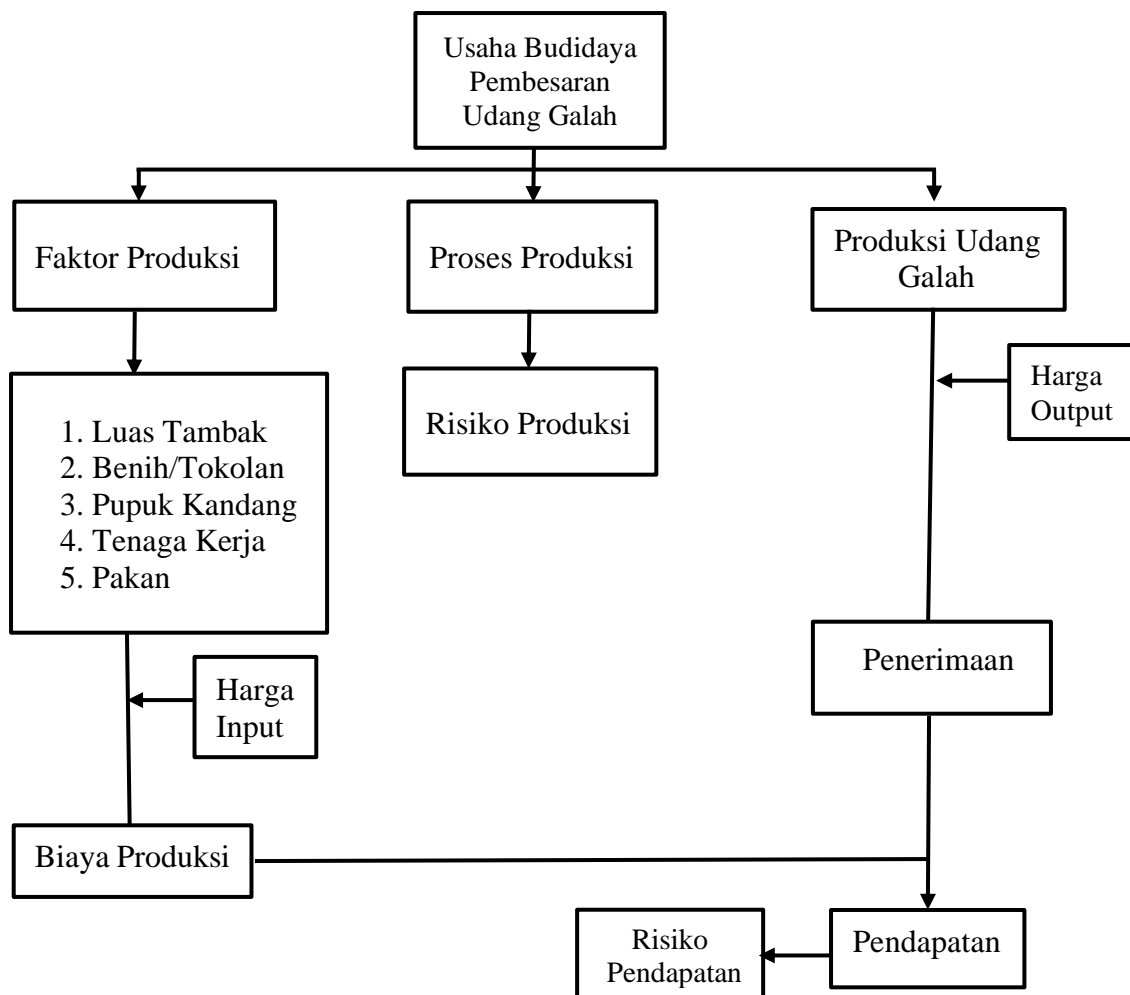 Usaha Budidaya
Pembesaran
Udang Galah
Faktor Produksi
Proses Produksi
Produksi Udang
Galah
1. Luas Tambak
2. Benih/Tokolan
3. Pupuk Kandang
4. Tenaga Kerja
5. Pakan
Risiko Produksi
Harga
Output
Harga
Input
Penerimaan
Biaya Produksi
Risiko
Pendapatan
Pendapatan